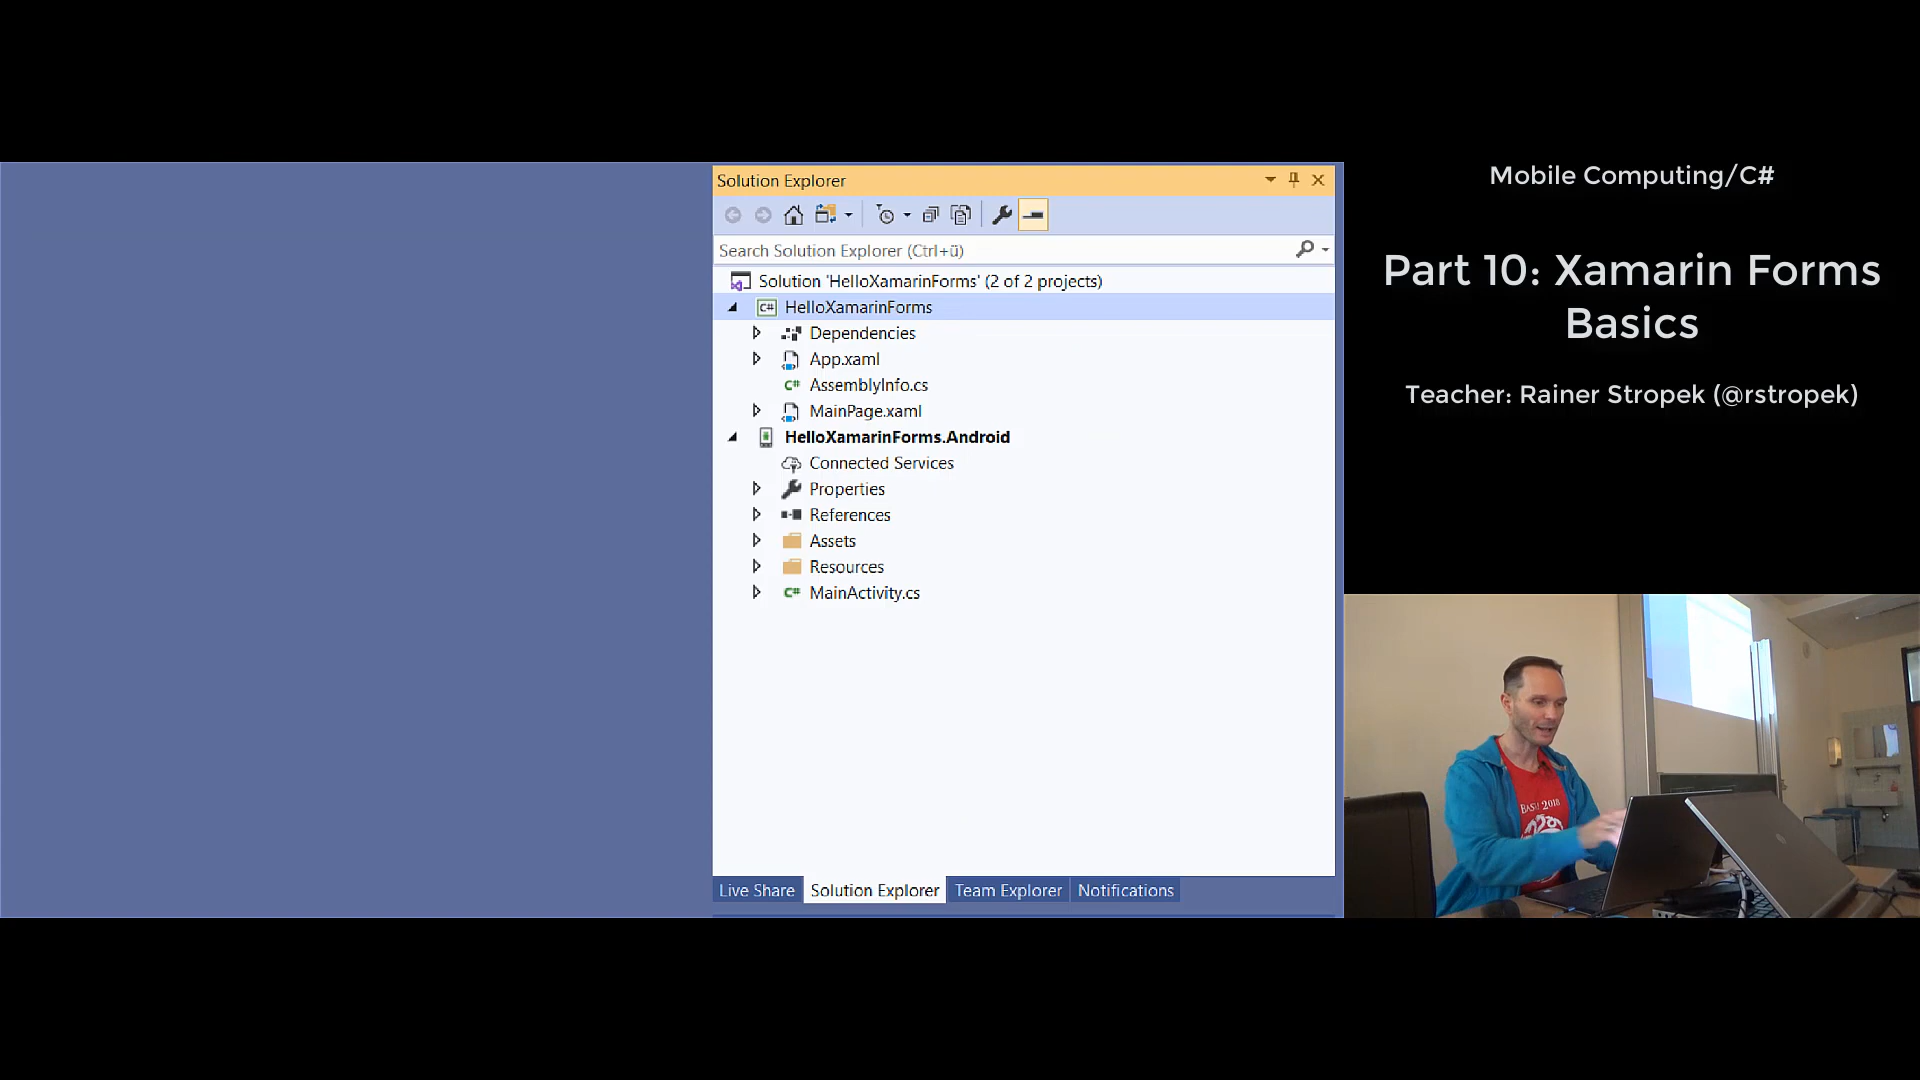 Solution Explorer
Search Solution Explorer (Ctrl+ü)
Solution 'HelloXamarinForms' (2 of 2 projects)
C# HelloXamarinForms
Dependencies
App.xaml
C# AssemblyInfo.cs
MainPage.xaml
HelloXamarinForms.Android
Connected Services
Properties
References
Assets
Resources
C# MainActivity.cs
Live Share Solution Explorer Team Explorer Notifications
Mobile Computing/C#
Part 10: Xamarin Forms
Basics
Teacher: Rainer Stropek (@rstropek)
BASH 2018